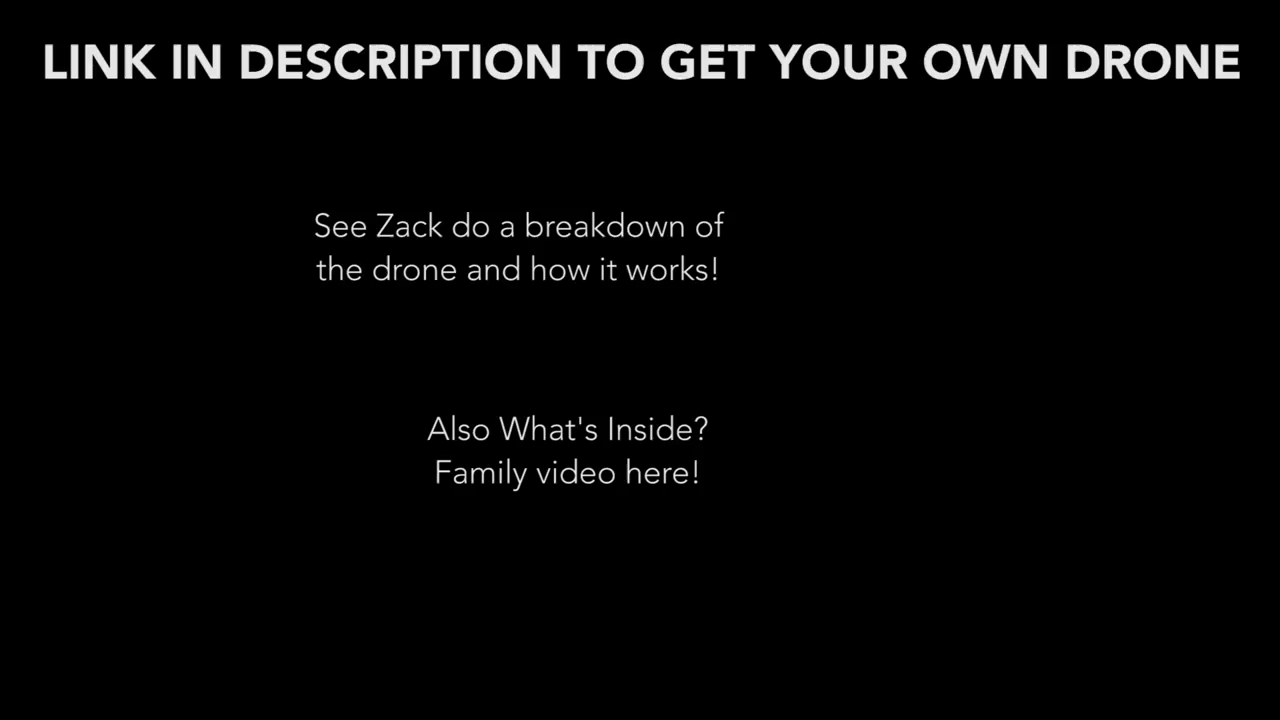 LINK IN DESCRIPTION TO GET YOUR OWN DRONE
See Zack do a breakdown of
the drone and how it works!
Also What's Inside?
Family video here!